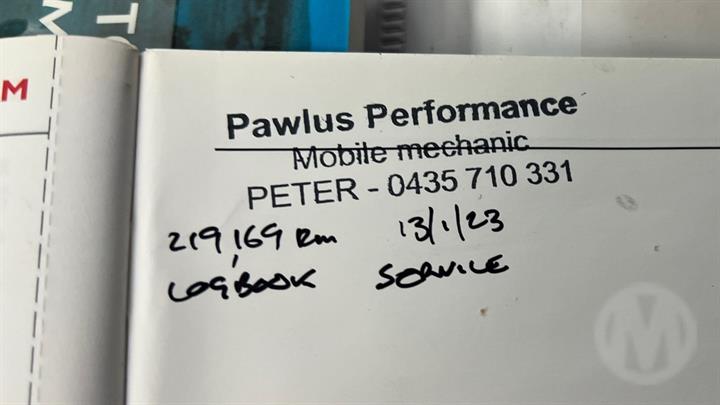 T
M
M
Pawlus Performance
Mobile mechanic
PETER - 0435 710 331
219,169 km 13/1/23
LOGBOOK SERVICE
M